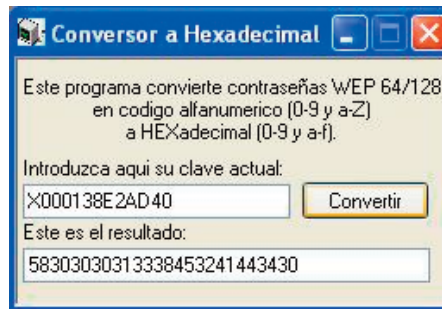 Conversor a Hexadecimal
Este programa convierte contraseñas WEP 64/128
en codigo alfanumerico (0-9 y a-Z)
a HEXadecimal (0-9 y a-f).
Introduzca aqui su clave actual:
X000138E2AD40
Convertir
Este es el resultado:
58303030313338453241443430